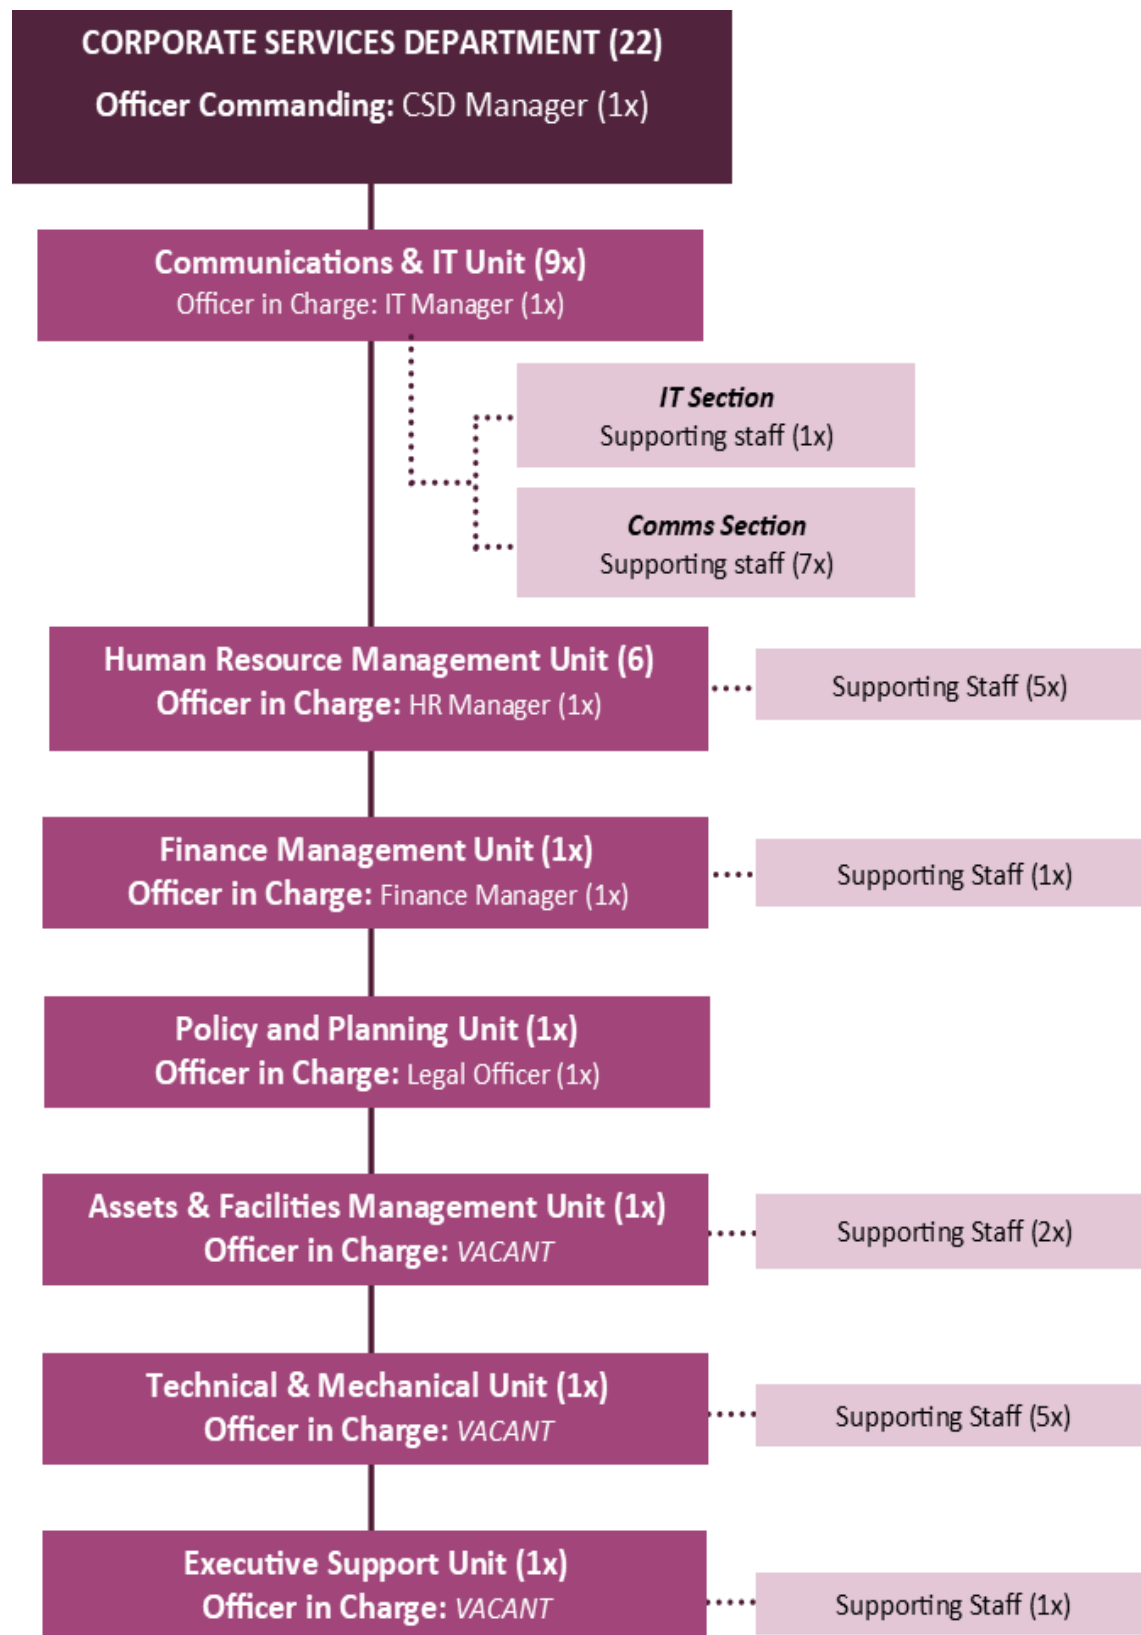 CORPORATE SERVICES DEPARTMENT (22)
Officer Commanding: CSD Manager (1x)
Communications & IT Unit (9x)
Officer in Charge: IT Manager (1x)
IT Section
Supporting staff (1x)
Comms Section
Supporting staff (7x)
Human Resource Management Unit (6)
Officer in Charge: HR Manager (1x)
Supporting Staff (5x)
Finance Management Unit (1x)
Officer in Charge: Finance Manager (1x)
Supporting Staff (1x)
Policy and Planning Unit (1x)
Officer in Charge: Legal Officer (1x)
Assets & Facilities Management Unit (1x)
Officer in Charge: VACANT
Supporting Staff (2x)
Technical & Mechanical Unit (1x)
Officer in Charge: VACANT
Supporting Staff (5x)
Executive Support Unit (1x)
Officer in Charge: VACANT
Supporting Staff (1x)